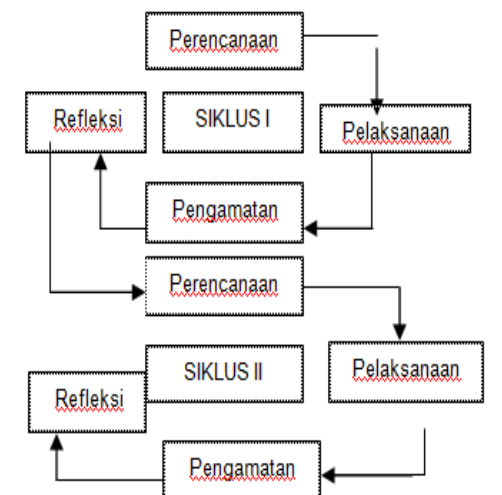 Perencanaan
Refleksi
SIKLUS I
Pelaksanaan
Pengamatan
Perencanaan
SIKLUS II
Pelaksanaan
Refleksi
Pengamatan